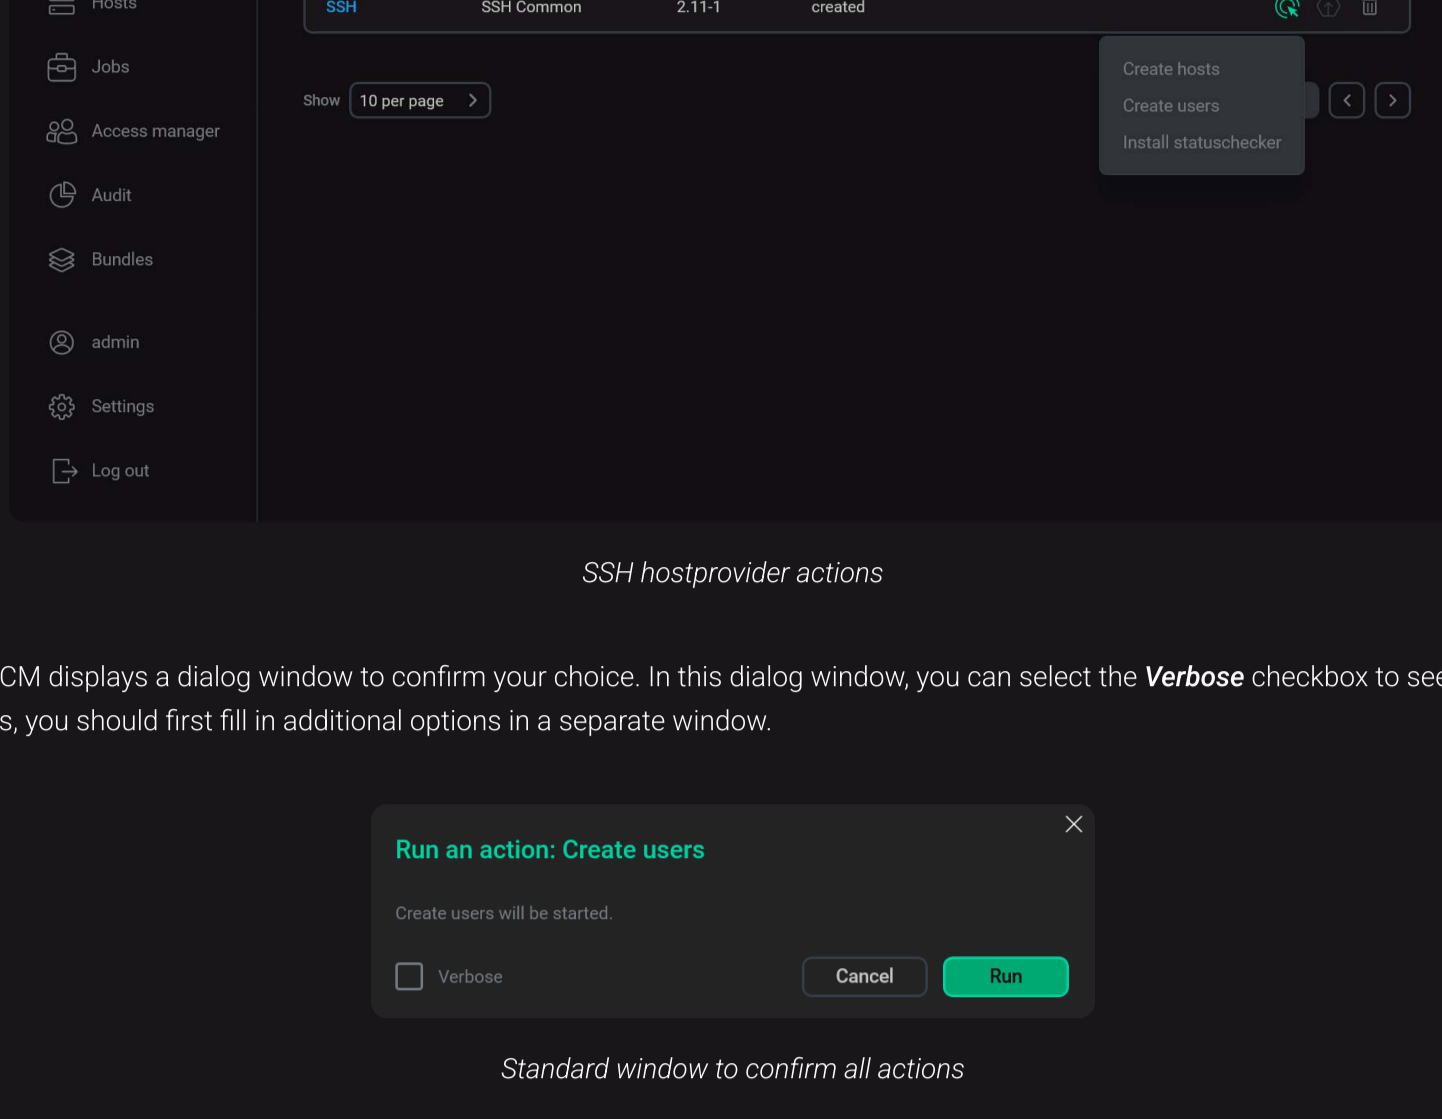 Hosts
SSH SSH Common 2.11-1 created
Jobs
Access manager
Audit
Bundles
admin
Settings
Log out
Show 10 per page
Create hosts
Create users
Install statuschecker
SSH hostprovider actions
CM displays a dialog window to confirm your choice. In this dialog window, you can select the Verbose checkbox to see
s, you should first fill in additional options in a separate window.
Run an action: Create users
Create users will be started.
Verbose Cancel Run
Standard window to confirm all actions